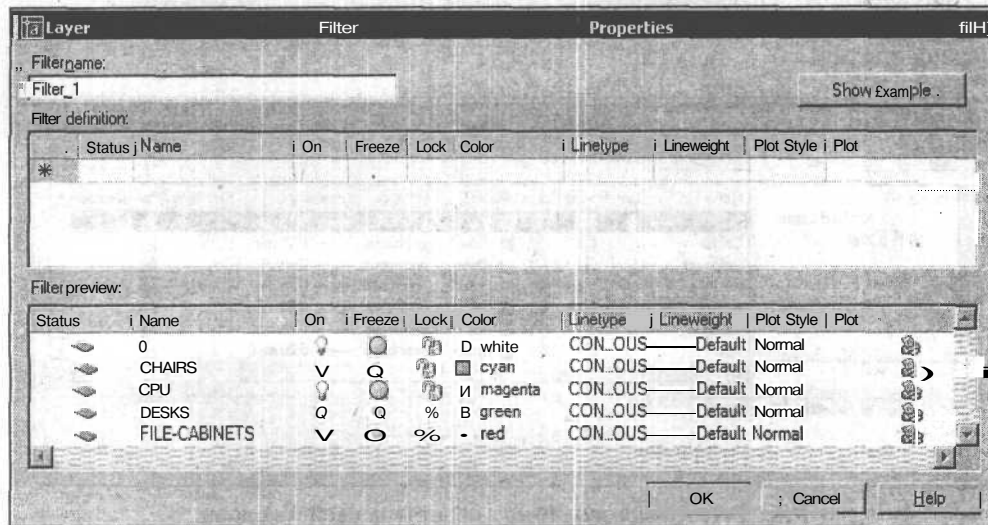 Layer Filter Properties filH
Filtername:
Filter_1
Show £xample .
Filter definition:
Status Name On Freeze Lock Color Linetype Lineweight Plot Style Plot
Filter preview:
Status Name On Freeze Lock Color Linetype Lineweight Plot Style Plot
0 D white CON...OUS Default Normal
CHAIRS V Q cyan CON...OUS Default Normal
CPU И magenta CON...OUS Default Normal
DESKS Q Q % B green CON...OUS Default Normal
FILE-CABINETS V O % - red CON...OUS Default Normal
OK ; Cancel Help